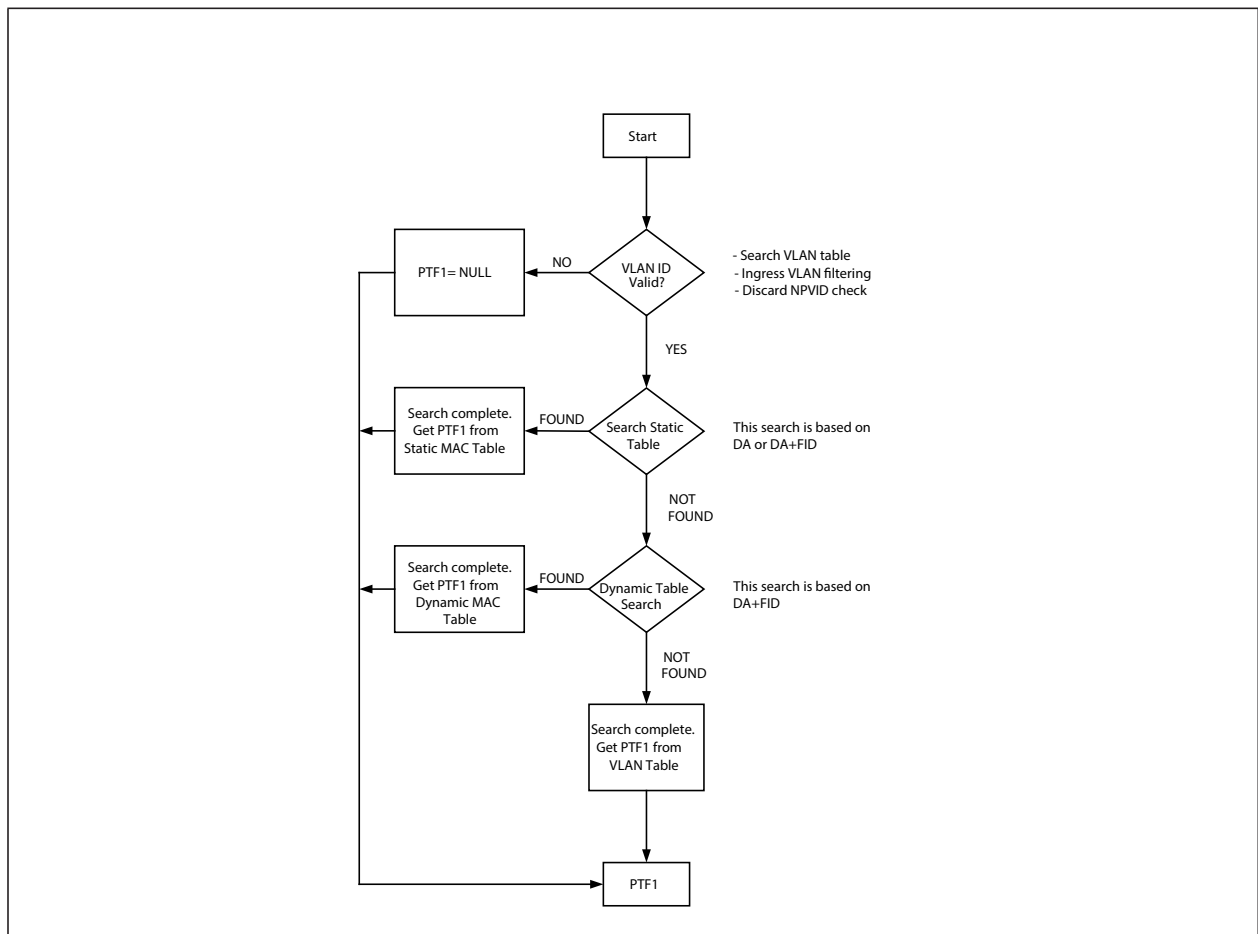 Start
VLAN ID
Valid?
NO
PTF1= NULL
- Search VLAN table
- Ingress VLAN filtering
- Discard NPVID check
YES
Search Static
Table
FOUND
Search complete.
Get PTF1 from
Static MAC Table
This search is based on
DA or DA+FID
NOT
FOUND
Dynamic Table
Search
FOUND
Search complete.
Get PTF1 from
Dynamic MAC
Table
This search is based on
DA+FID
NOT
FOUND
Search complete.
Get PTF1 from
VLAN Table
PTF1